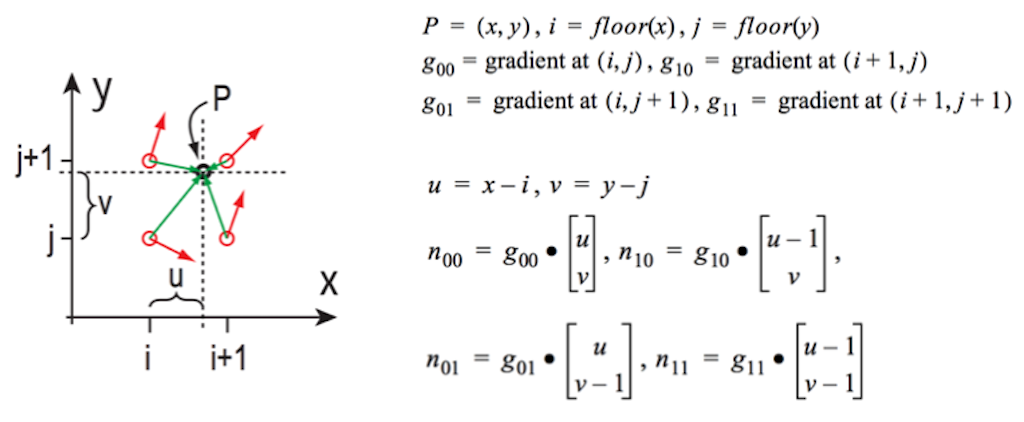 y
P
j+1
v
j
u
x
i
i+1
P = (x, y), i = floor(x), j = floor(y)
g00 = gradient at (i, j), g10 = gradient at (i + 1, j)
g01 = gradient at (i, j + 1), g11 = gradient at (i + 1, j + 1)
u = x – i, v = y – j
n00 = g00 • [u v], n10 = g10 • [u – 1 v],
n01 = g01 • [u v – 1], n11 = g11 • [u – 1 v – 1]